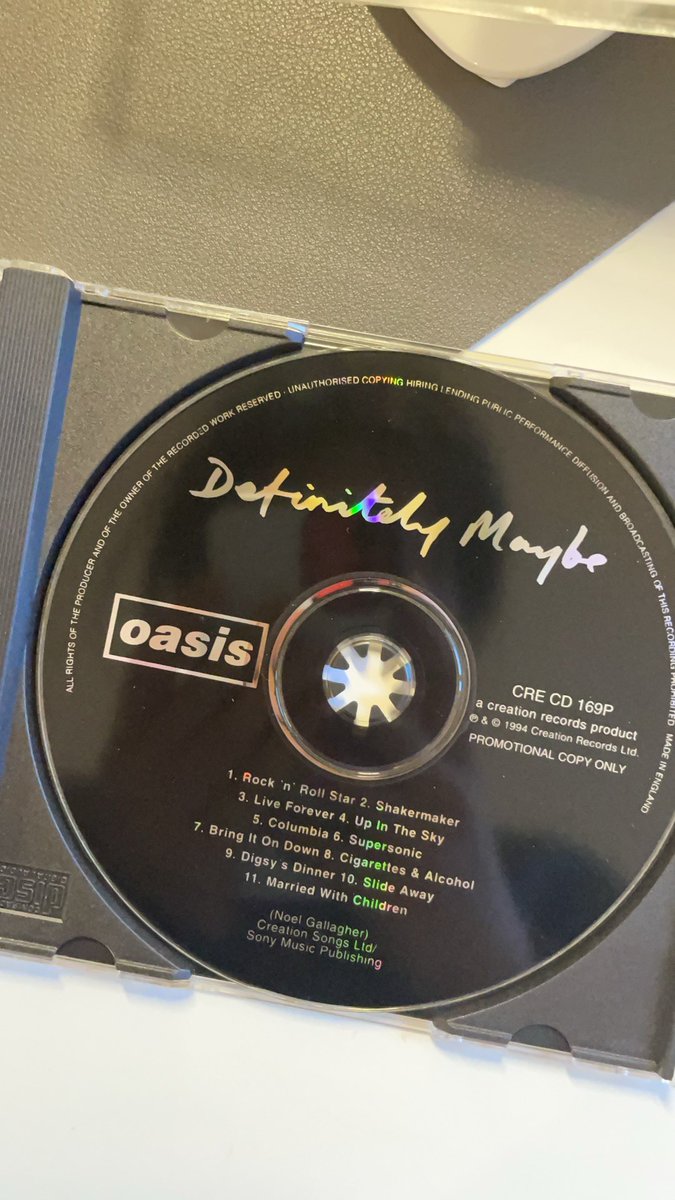 ALL RIGHTS OF THE PRODUCER AND OF THE OWNER OF THE RECORDED WORK RESERVED · UNAUTHORISED COPYING HIRING LENDING PUBLIC PERFORMANCE DIFFUSION AND BROADCASTING OF THIS RECORDING PROHIBITED MADE IN ENGLAND
Definitely Maybe
oasis
CRE CD 169P
a creation records product
℗ & © 1994 Creation Records Ltd.
PROMOTIONAL COPY ONLY
1. Rock 'n' Roll Star 2. Shakermaker
3. Live Forever 4. Up In The Sky
5. Columbia 6. Supersonic
7. Bring It On Down 8. Cigarettes & Alcohol
9. Digsy s Dinner 10. Slide Away
11. Married With Children
(Noel Gallagher)
Creation Songs Ltd/
Sony Music Publishing